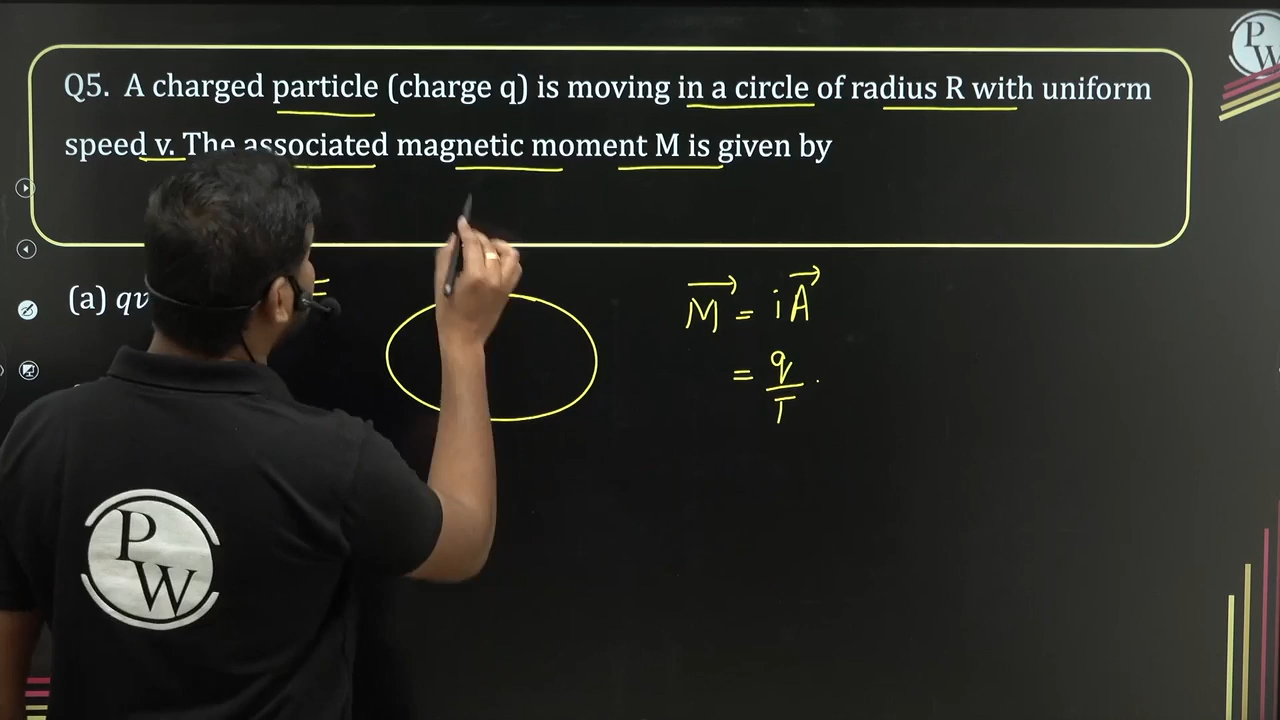 Q5. A charged particle (charge q) is moving in a circle of radius R with uniform
speed v. The associated magnetic moment M is given by
(a) qv
M = iA
= q/T .
PW
PW